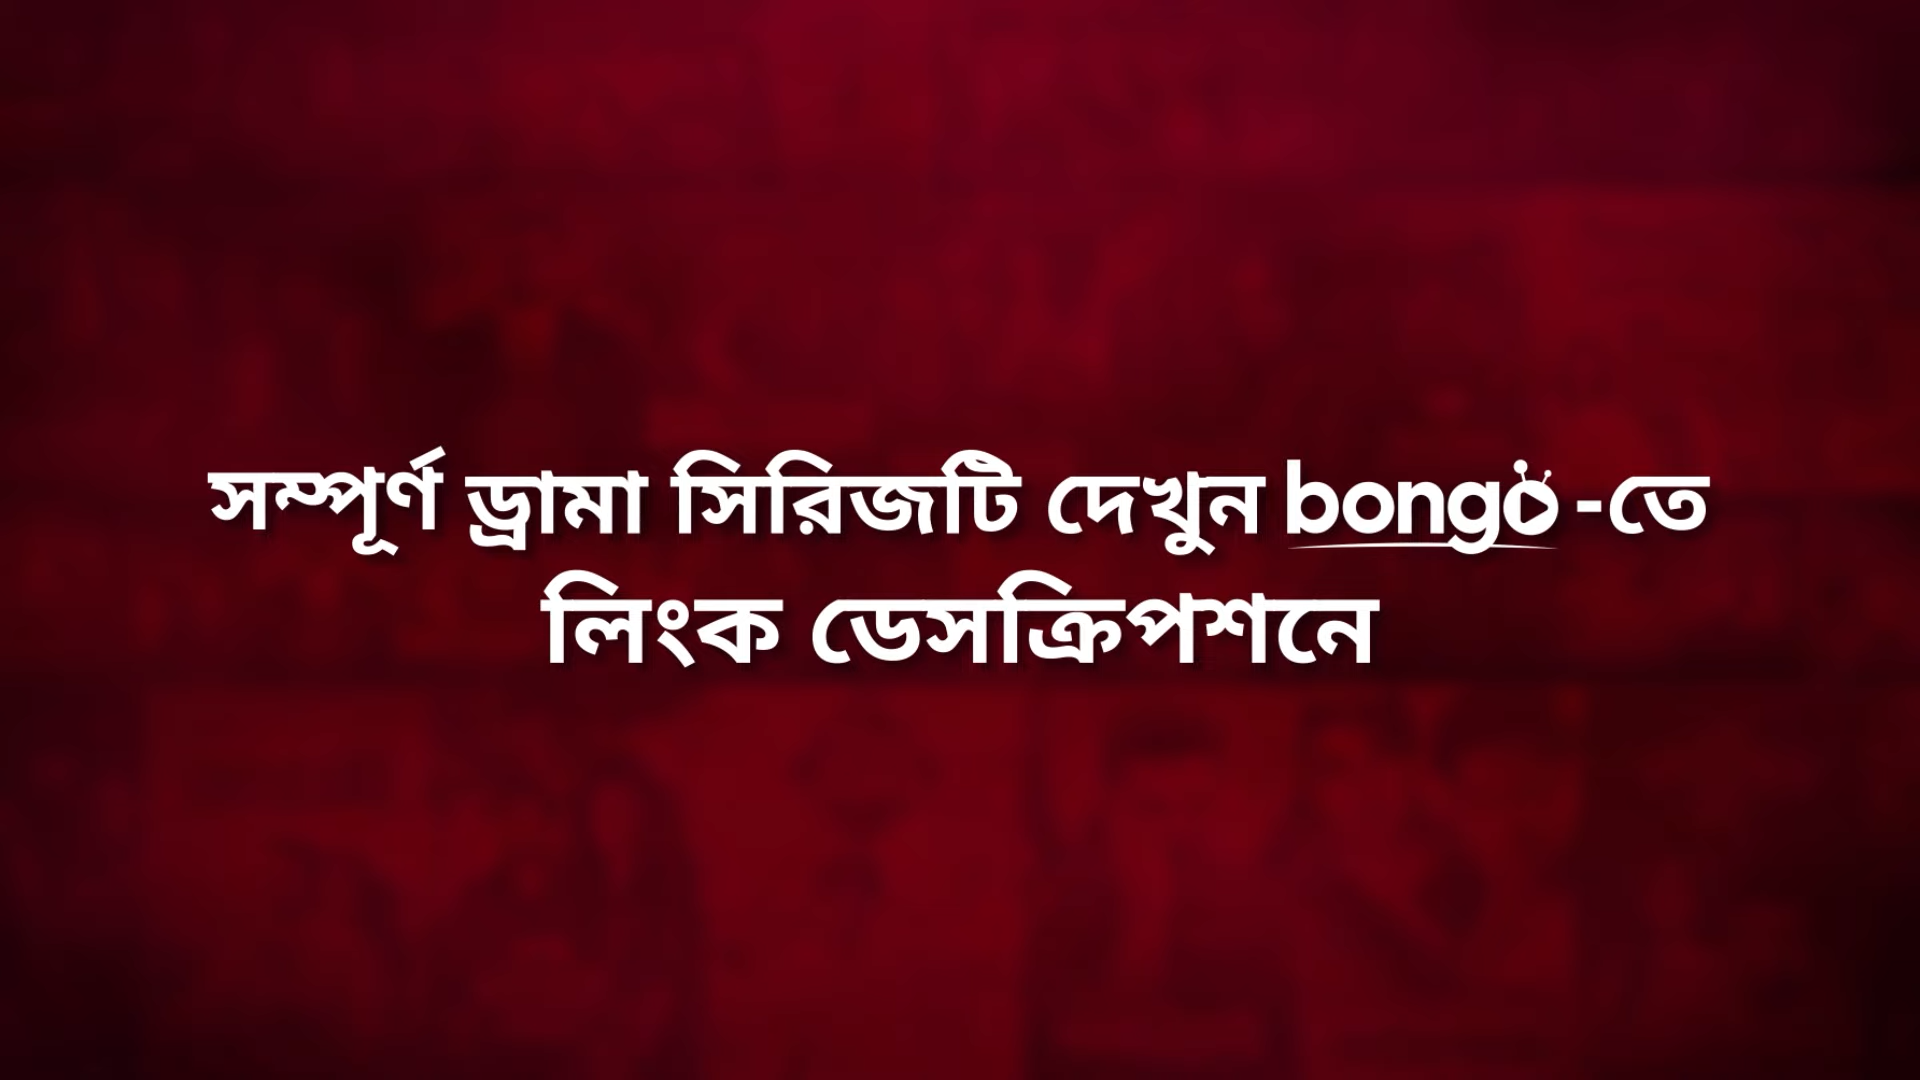 সম্পূর্ণ ড্রামা সিরিজটি দেখুন bongo -তে
লিংক ডেসক্রিপশনে